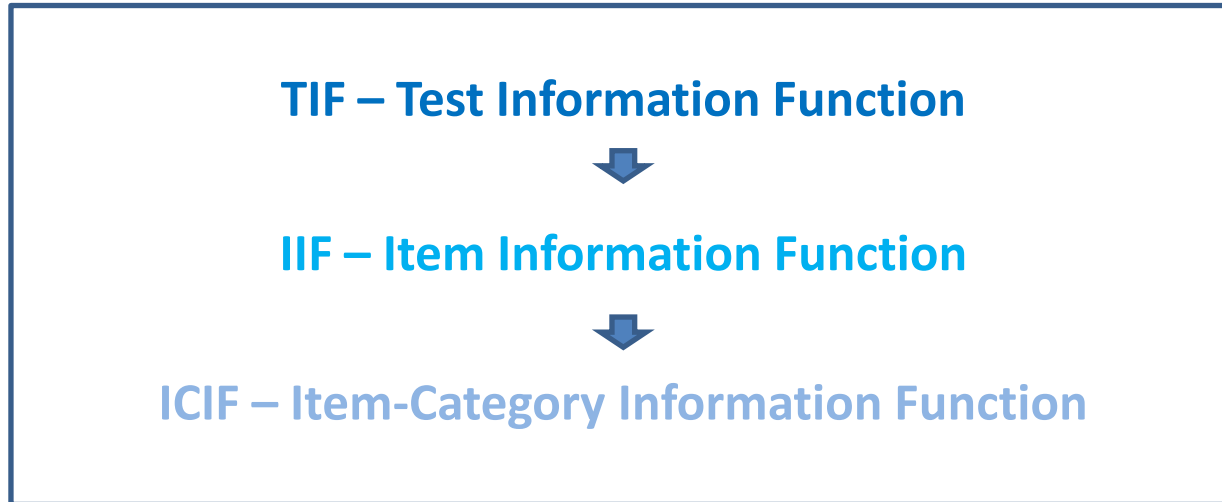 TIF – Test Information Function
IIF – Item Information Function
ICIF – Item-Category Information Function